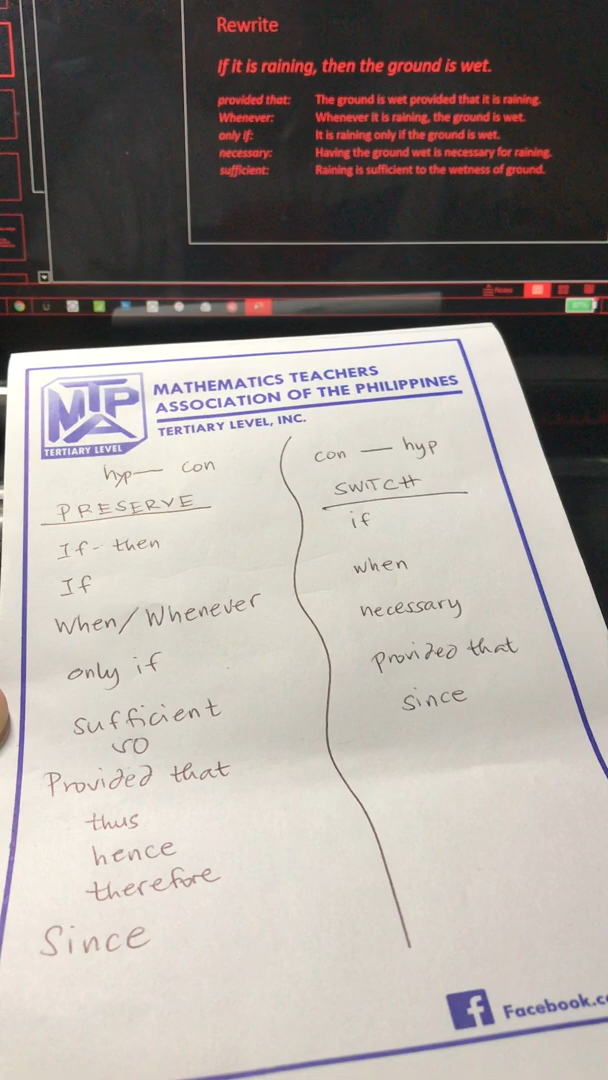 Rewrite
If it is raining, then the ground is wet.
provided that: The ground is wet provided that it is raining.
Whenever: Whenever it is raining, the ground is wet.
only if: It is raining only if the ground is wet.
necessary: Having the ground wet is necessary for raining.
sufficient: Raining is sufficient to the wetness of ground.
Notes
MTAP
TERTIARY LEVEL
MATHEMATICS TEACHERS
ASSOCIATION OF THE PHILIPPINES
TERTIARY LEVEL, INC.
hyp — con
PRESERVE
If - then
If
When/Whenever
only if
sufficient
so
Provided that
thus
hence
therefore
Since
con — hyp
SWITCH
if
when
necessary
Provided that
since
Facebook.c